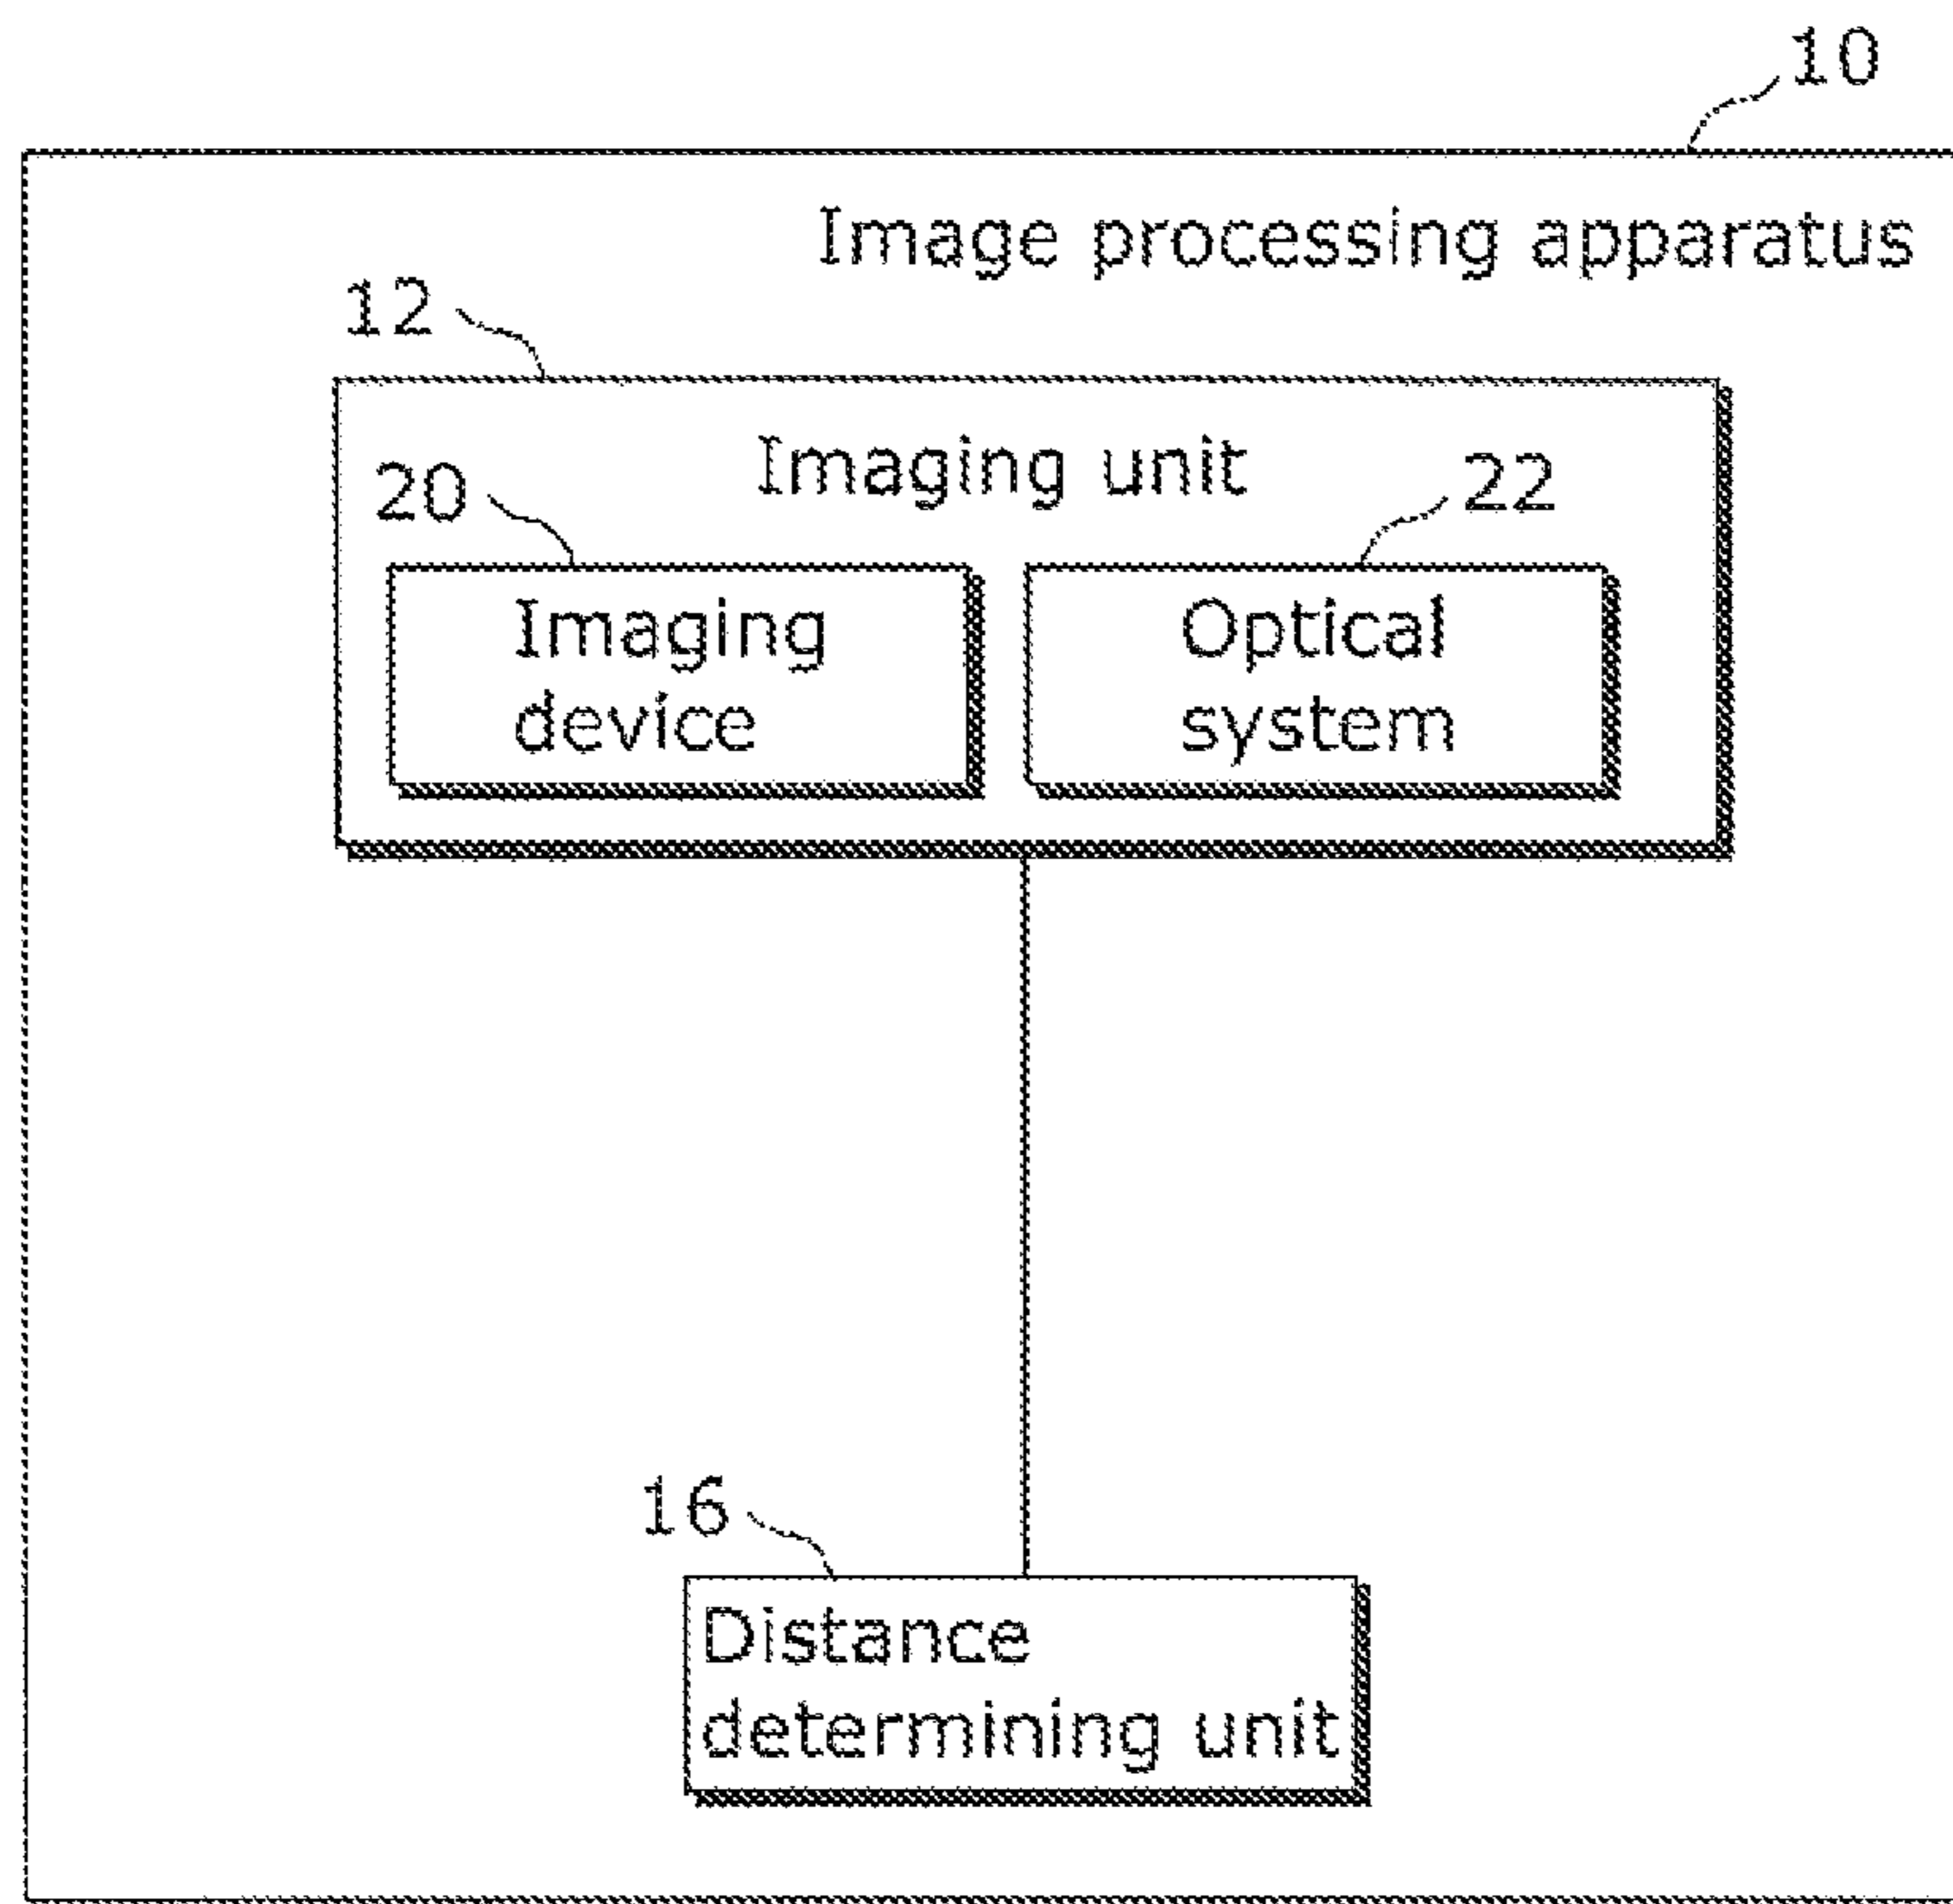 10
Image processing apparatus
12
Imaging unit
20
22
Imaging
device
Optical
system
16
Distance
determining unit